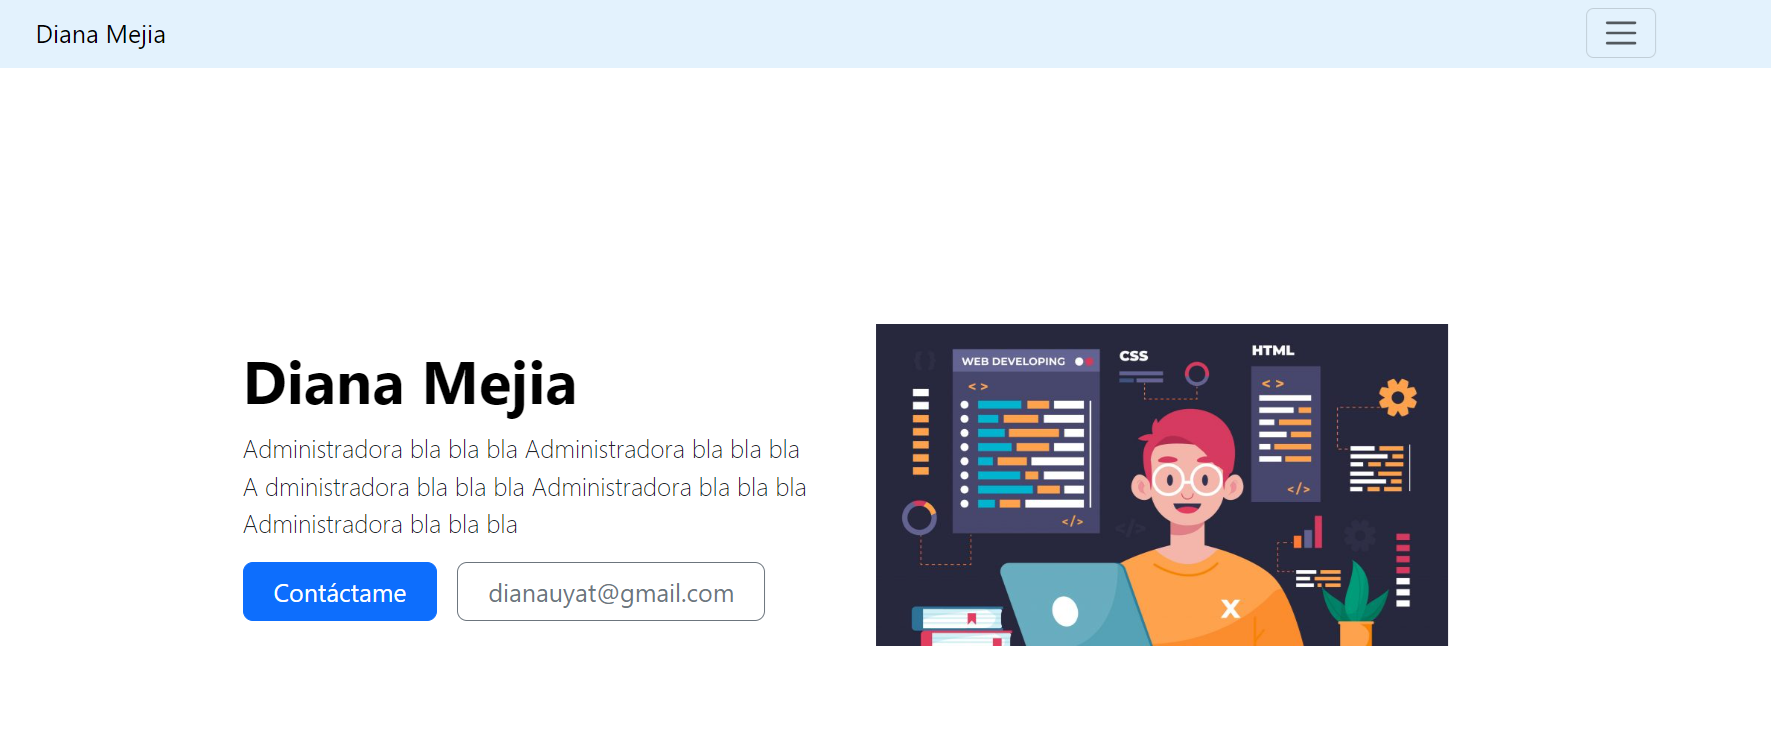 Diana Mejia
Diana Mejia
Administradora bla bla bla Administradora bla bla bla
A dministradora bla bla bla Administradora bla bla bla
Administradora bla bla bla
Contáctame
dianauyat@gmail.com
{ }
WEB DEVELOPING
< >
</>
CSS
HTML
< >
</>
</>
X